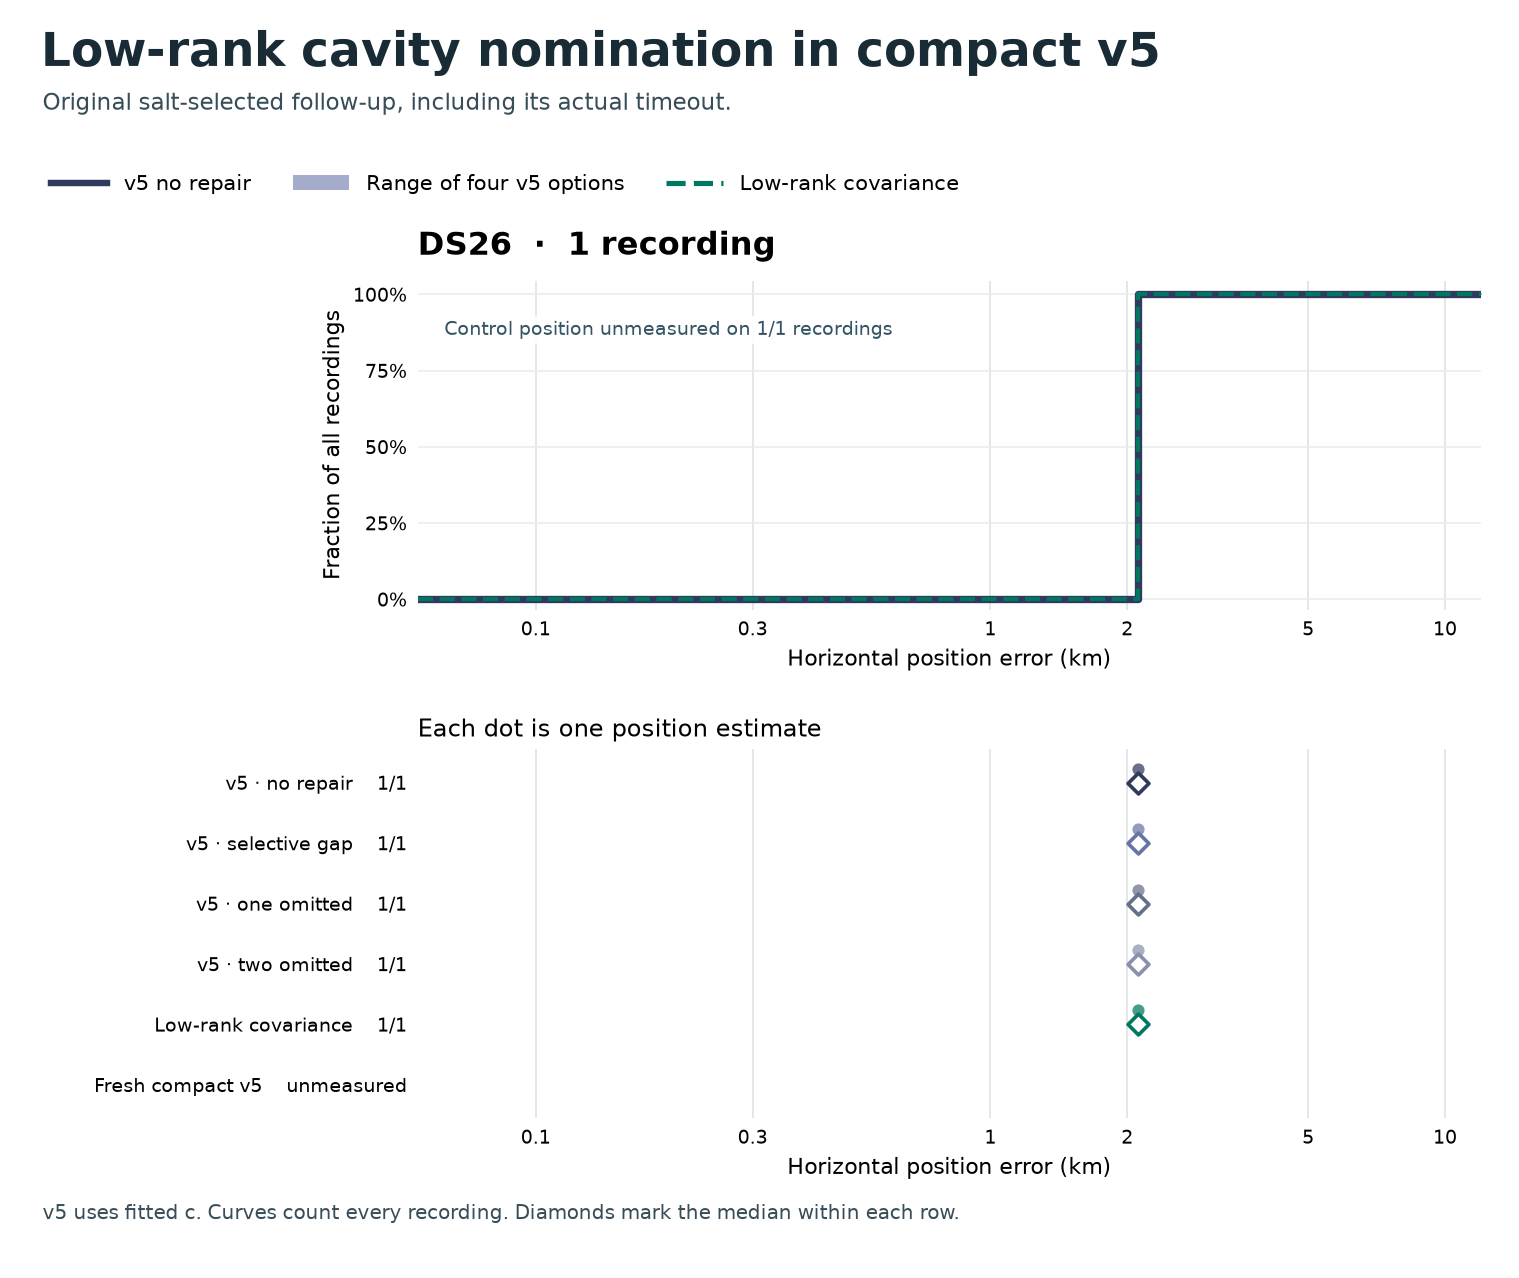 Low-rank cavity nomination in compact v5
Original salt-selected follow-up, including its actual timeout.
v5 no repair
Range of four v5 options
Low-rank covariance
DS26 · 1 recording
Fraction of all recordings
100%
75%
50%
25%
0%
Control position unmeasured on 1/1 recordings
0.1 0.3 1 2 5 10
Horizontal position error (km)
Each dot is one position estimate
v5 · no repair 1/1
v5 · selective gap 1/1
v5 · one omitted 1/1
v5 · two omitted 1/1
Low-rank covariance 1/1
Fresh compact v5 unmeasured
0.1 0.3 1 2 5 10
Horizontal position error (km)
v5 uses fitted c. Curves count every recording. Diamonds mark the median within each row.